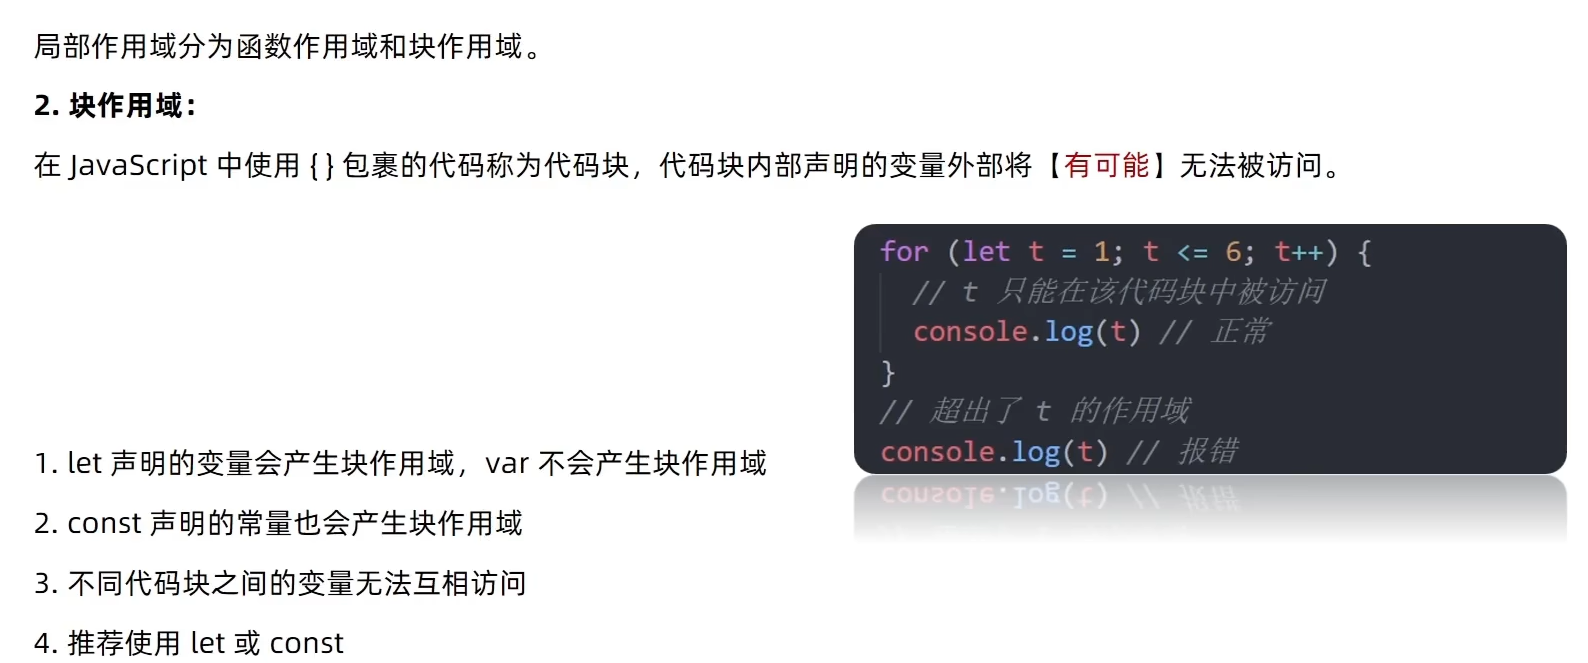 局部作用域分为函数作用域和块作用域。
2. 块作用域：
在 JavaScript 中使用 { } 包裹的代码称为代码块，代码块内部声明的变量外部将【有可能】无法被访问。
for (let t = 1; t <= 6; t++) {
// t 只能在该代码块中被访问
console.log(t) // 正常
}
// 超出了 t 的作用域
console.log(t) // 报错
1. let 声明的变量会产生块作用域，var 不会产生块作用域
2. const 声明的常量也会产生块作用域
3. 不同代码块之间的变量无法互相访问
4. 推荐使用 let 或 const